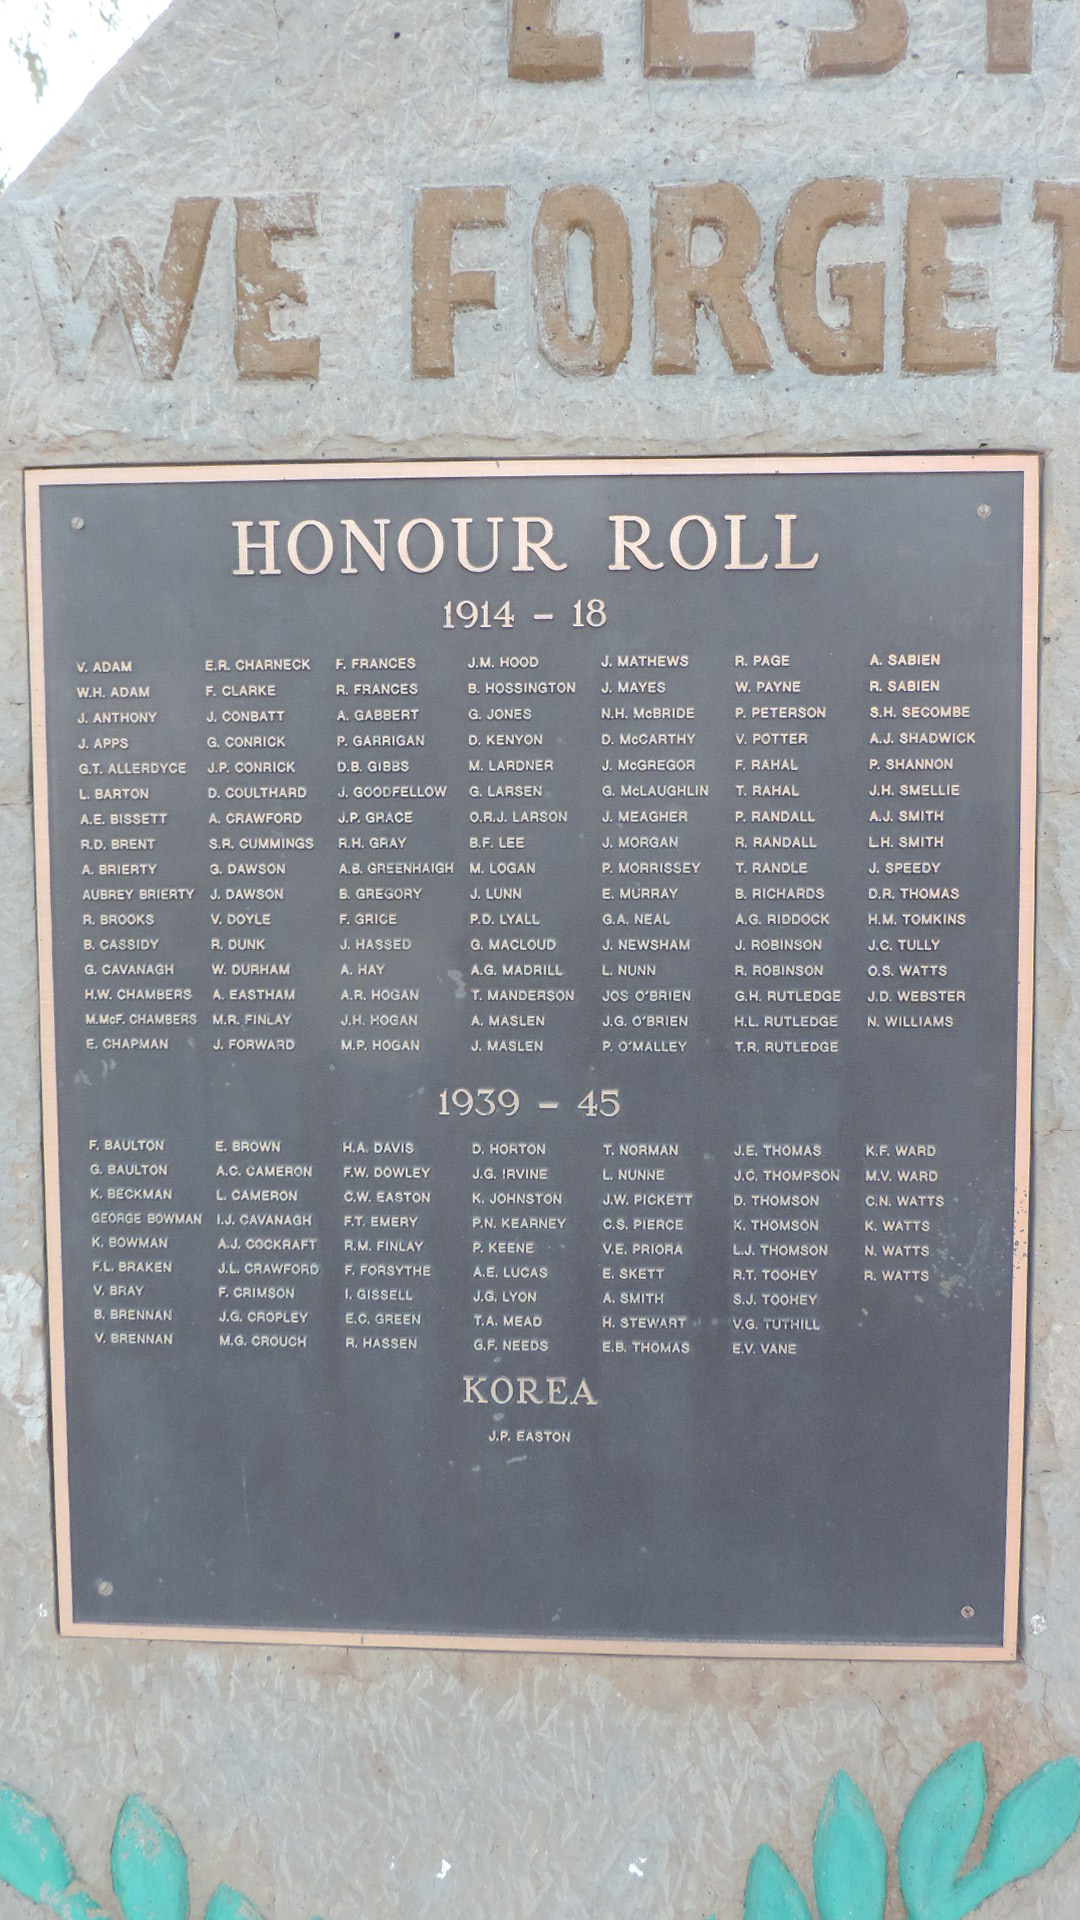 LEST
WE FORGET
HONOUR ROLL
1914 – 18
V. ADAM E.R. CHARNECK F. FRANCES J.M. HOOD J. MATHEWS R. PAGE A. SABIEN
W.H. ADAM F. CLARKE R. FRANCES B. HOSSINGTON J. MAYES W. PAYNE R. SABIEN
J. ANTHONY J. CONBATT A. GABBERT G. JONES N.H. McBRIDE P. PETERSON S.H. SECOMBE
J. APPS G. CONRICK P. GARRIGAN D. KENYON D. McCARTHY V. POTTER A.J. SHADWICK
G.T. ALLERDYCE J.P. CONRICK D.B. GIBBS M. LARDNER J. McGREGOR F. RAHAL P. SHANNON
L. BARTON D. COULTHARD J. GOODFELLOW G. LARSEN G. McLAUGHLIN T. RAHAL J.H. SMELLIE
A.E. BISSETT A. CRAWFORD J.P. GRACE O.R.J. LARSON J. MEAGHER P. RANDALL A.J. SMITH
R.D. BRENT S.R. CUMMINGS R.H. GRAY B.F. LEE J. MORGAN R. RANDALL L.H. SMITH
A. BRIERTY G. DAWSON A.B. GREENHAIGH M. LOGAN P. MORRISSEY T. RANDLE J. SPEEDY
AUBREY BRIERTY J. DAWSON B. GREGORY J. LUNN E. MURRAY B. RICHARDS D.R. THOMAS
R. BROOKS V. DOYLE F. GRICE P.D. LYALL G.A. NEAL A.G. RIDDOCK H.M. TOMKINS
B. CASSIDY R. DUNK J. HASSED G. MACLOUD J. NEWSHAM J. ROBINSON J.C. TULLY
G. CAVANAGH W. DURHAM A. HAY A.G. MADRILL L. NUNN R. ROBINSON O.S. WATTS
H.W. CHAMBERS A. EASTHAM A.R. HOGAN T. MANDERSON JOS O'BRIEN G.H. RUTLEDGE J.D. WEBSTER
M.McF. CHAMBERS M.R. FINLAY J.H. HOGAN A. MASLEN J.G. O'BRIEN H.L. RUTLEDGE N. WILLIAMS
E. CHAPMAN J. FORWARD M.P. HOGAN J. MASLEN P. O'MALLEY T.R. RUTLEDGE
1939 – 45
F. BAULTON E. BROWN H.A. DAVIS D. HORTON T. NORMAN J.E. THOMAS K.F. WARD
G. BAULTON A.C. CAMERON F.W. DOWLEY J.G. IRVINE L. NUNNE J.C. THOMPSON M.V. WARD
K. BECKMAN L. CAMERON C.W. EASTON K. JOHNSTON J.W. PICKETT D. THOMSON C.N. WATTS
GEORGE BOWMAN I.J. CAVANAGH F.T. EMERY P.N. KEARNEY C.S. PIERCE K. THOMSON K. WATTS
K. BOWMAN A.J. COCKRAFT R.M. FINLAY P. KEENE V.E. PRIORA L.J. THOMSON N. WATTS
F.L. BRAKEN J.L. CRAWFORD F. FORSYTHE A.E. LUCAS E. SKETT R.T. TOOHEY R. WATTS
V. BRAY F. CRIMSON I. GISSELL J.G. LYON A. SMITH S.J. TOOHEY
B. BRENNAN J.G. CROPLEY E.C. GREEN T.A. MEAD H. STEWART V.G. TUTHILL
V. BRENNAN M.G. CROUCH R. HASSEN G.F. NEEDS E.B. THOMAS E.V. VANE
KOREA
J.P. EASTON